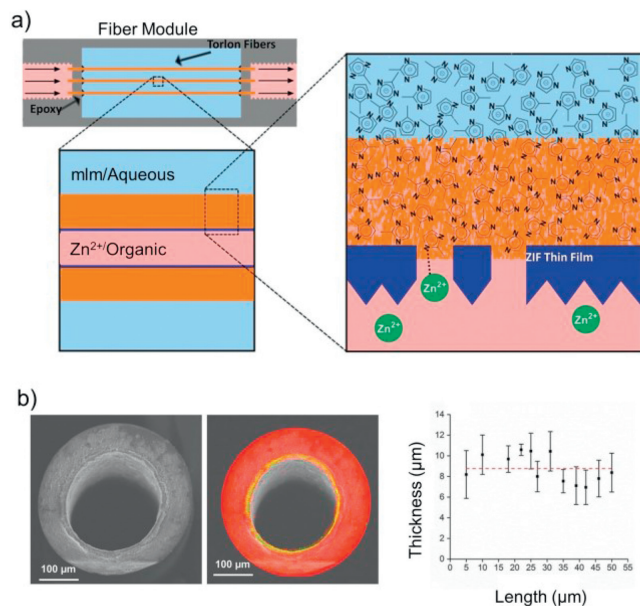 a)
Fiber Module
Torlon Fibers
Epoxy
mIm/Aqueous
Zn²⁺/Organic
N N N N N N N N N N
ZIF Thin Film
Zn²⁺
Zn²⁺
Zn²⁺
b)
100 µm
100 µm
Thickness (µm)
14
12
10
8
6
4
2
0
0 5 10 15 20 25 30 35 40 45 50 55
Length (µm)